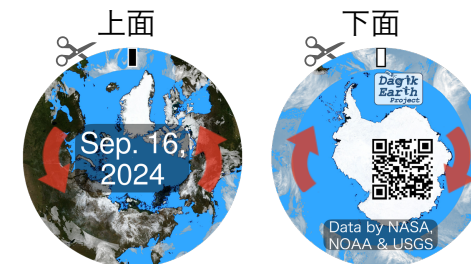 上面
下面
Sep. 16,
2024
Dagik
Earth
Project
Data by NASA,
NOAA & USGS